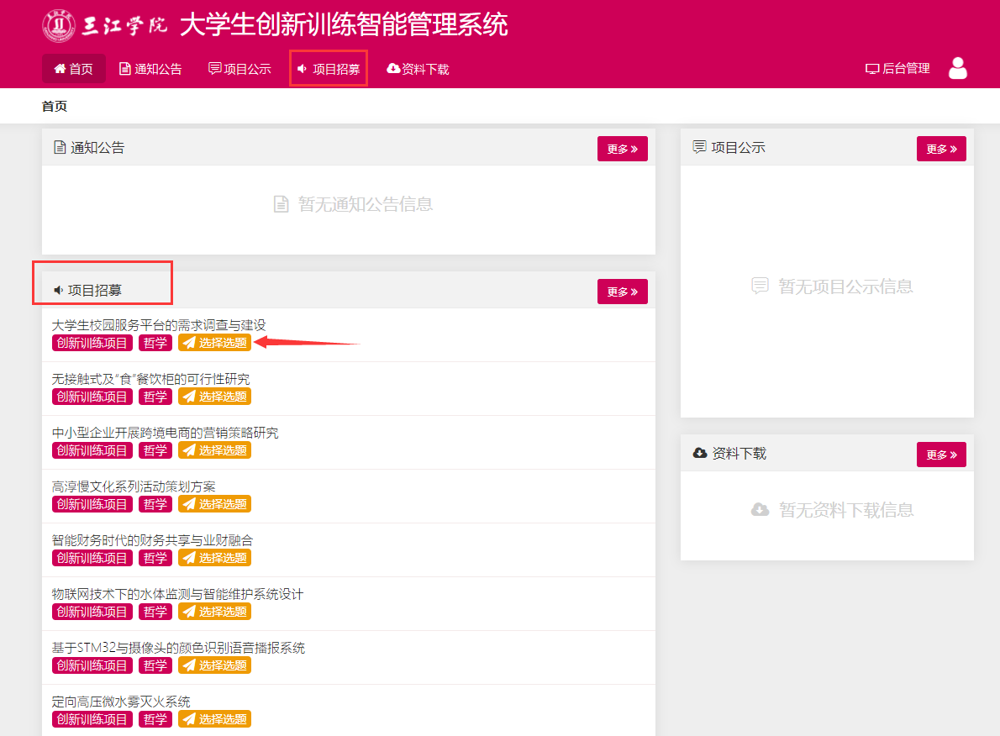 三江学院 大学生创新训练智能管理系统
首页 通知公告 项目公示 项目招募 资料下载 后台管理
首页
通知公告 更多
暂无通知公告信息
项目招募 更多
大学生校园服务平台的需求调查与建设
创新训练项目 哲学 选择选题
无接触式及“食”餐饮柜的可行性研究
创新训练项目 哲学 选择选题
中小型企业开展跨境电商的营销策略研究
创新训练项目 哲学 选择选题
高淳慢文化系列活动策划方案
创新训练项目 哲学 选择选题
智能财务时代的财务共享与业财融合
创新训练项目 哲学 选择选题
物联网技术下的水体监测与智能维护系统设计
创新训练项目 哲学 选择选题
基于STM32与摄像头的颜色识别语音播报系统
创新训练项目 哲学 选择选题
定向高压微水雾灭火系统
创新训练项目 哲学 选择选题
项目公示 更多
暂无项目公示信息
资料下载 更多
暂无资料下载信息